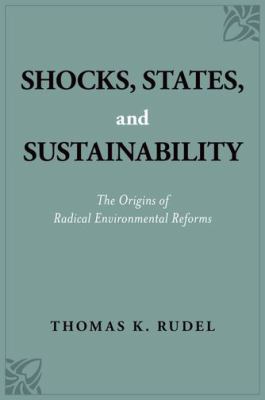 SHOCKS, STATES,
and
SUSTAINABILITY
The Origins of
Radical Environmental Reforms
THOMAS K. RUDEL